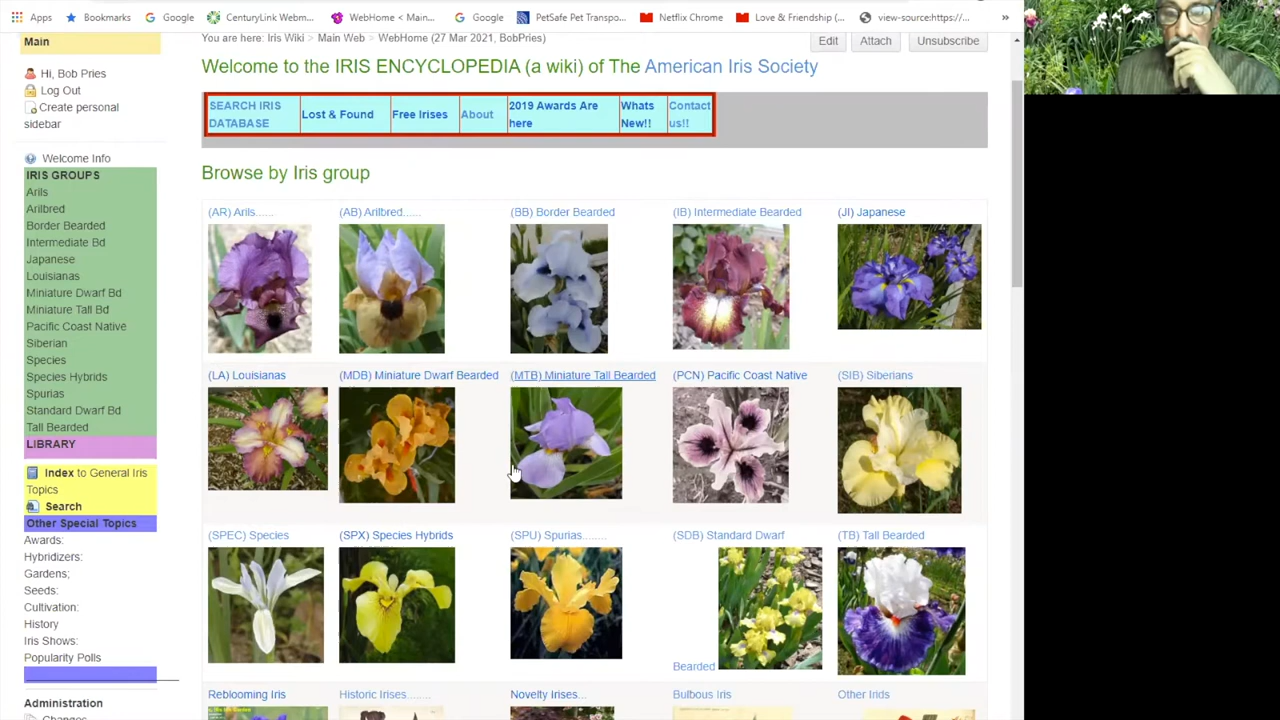 Apps Bookmarks Google CenturyLink Webm... WebHome < Main... Google PetSafe Pet Transpo... Netflix Chrome Love & Friendship (... view-source:https://... »
Main
You are here: Iris Wiki > Main Web > WebHome (27 Mar 2021, BobPries)
Edit Attach Unsubscribe
Welcome to the IRIS ENCYCLOPEDIA (a wiki) of The American Iris Society
Hi, Bob Pries
Log Out
Create personal
sidebar
SEARCH IRIS
DATABASE
Lost & Found
Free Irises
About
2019 Awards Are
here
Whats
New!!
Contact
us!!
Welcome Info
IRIS GROUPS
Arils
Arilbred
Border Bearded
Intermediate Bd
Japanese
Louisianas
Miniature Dwarf Bd
Miniature Tall Bd
Pacific Coast Native
Siberian
Species
Species Hybrids
Spurias
Standard Dwarf Bd
Tall Bearded
LIBRARY
Index to General Iris
Topics
Search
Other Special Topics
Awards:
Hybridizers:
Gardens;
Seeds:
Cultivation:
History
Iris Shows:
Popularity Polls
Administration
Changes
Browse by Iris group
(AR) Arils...... (AB) Arilbred...... (BB) Border Bearded (IB) Intermediate Bearded (JI) Japanese
(LA) Louisianas (MDB) Miniature Dwarf Bearded (MTB) Miniature Tall Bearded (PCN) Pacific Coast Native (SIB) Siberians
(SPEC) Species (SPX) Species Hybrids (SPU) Spurias........ (SDB) Standard Dwarf (TB) Tall Bearded
Bearded
Reblooming Iris Historic Irises........ Novelty Irises... Bulbous Iris Other Irids